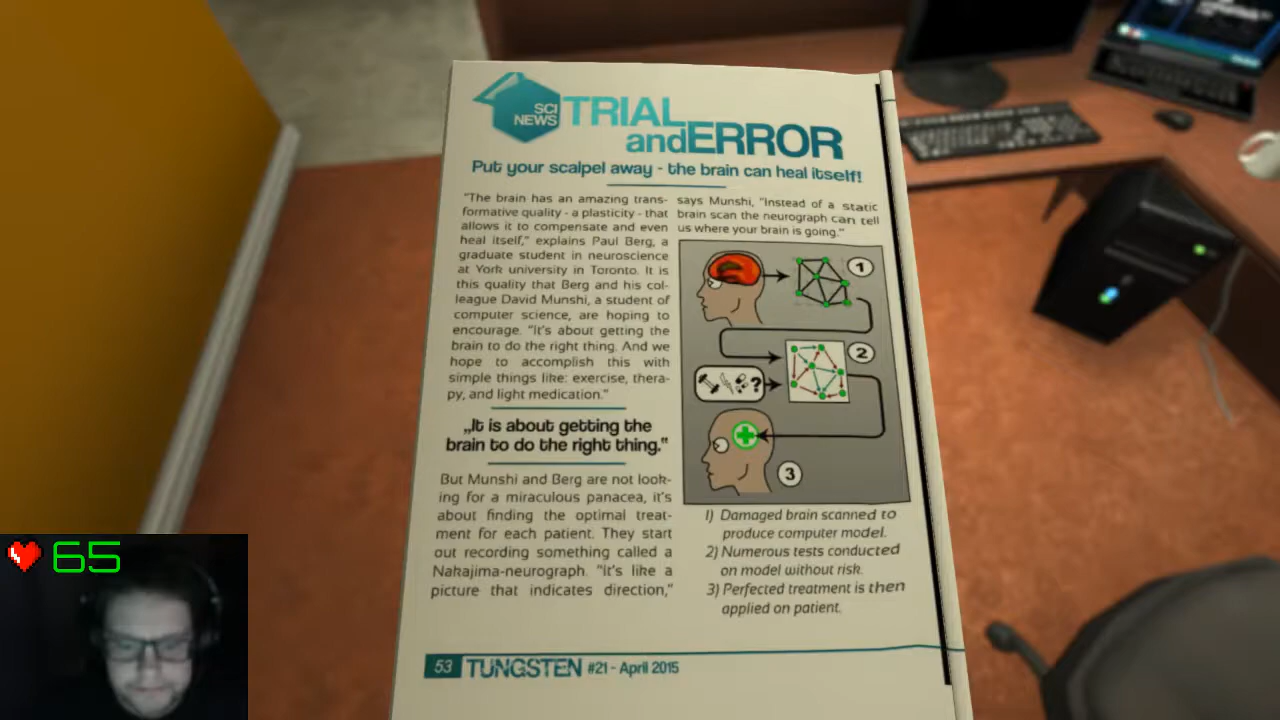 SCI
NEWS
TRIAL
andERROR
Put your scalpel away - the brain can heal itself!
"The brain has an amazing trans-
formative quality - a plasticity - that
allows it to compensate and even
heal itself," explains Paul Berg, a
graduate student in neuroscience
at York university in Toronto. It is
this quality that Berg and his col-
league David Munshi, a student of
computer science, are hoping to
encourage. "It's about getting the
brain to do the right thing. And we
hope to accomplish this with
simple things like: exercise, thera-
py, and light medication."
„It is about getting the
brain to do the right thing."
But Munshi and Berg are not look-
ing for a miraculous panacea, it's
about finding the optimal treat-
ment for each patient. They start
out recording something called a
Nakajima-neurograph. "It's like a
picture that indicates direction,"
says Munshi, "Instead of a static
brain scan the neurograph can tell
us where your brain is going."
1
2
?
3
1) Damaged brain scanned to
produce computer model.
2) Numerous tests conducted
on model without risk.
3) Perfected treatment is then
applied on patient.
53 TUNGSTEN #21 - April 2015
65